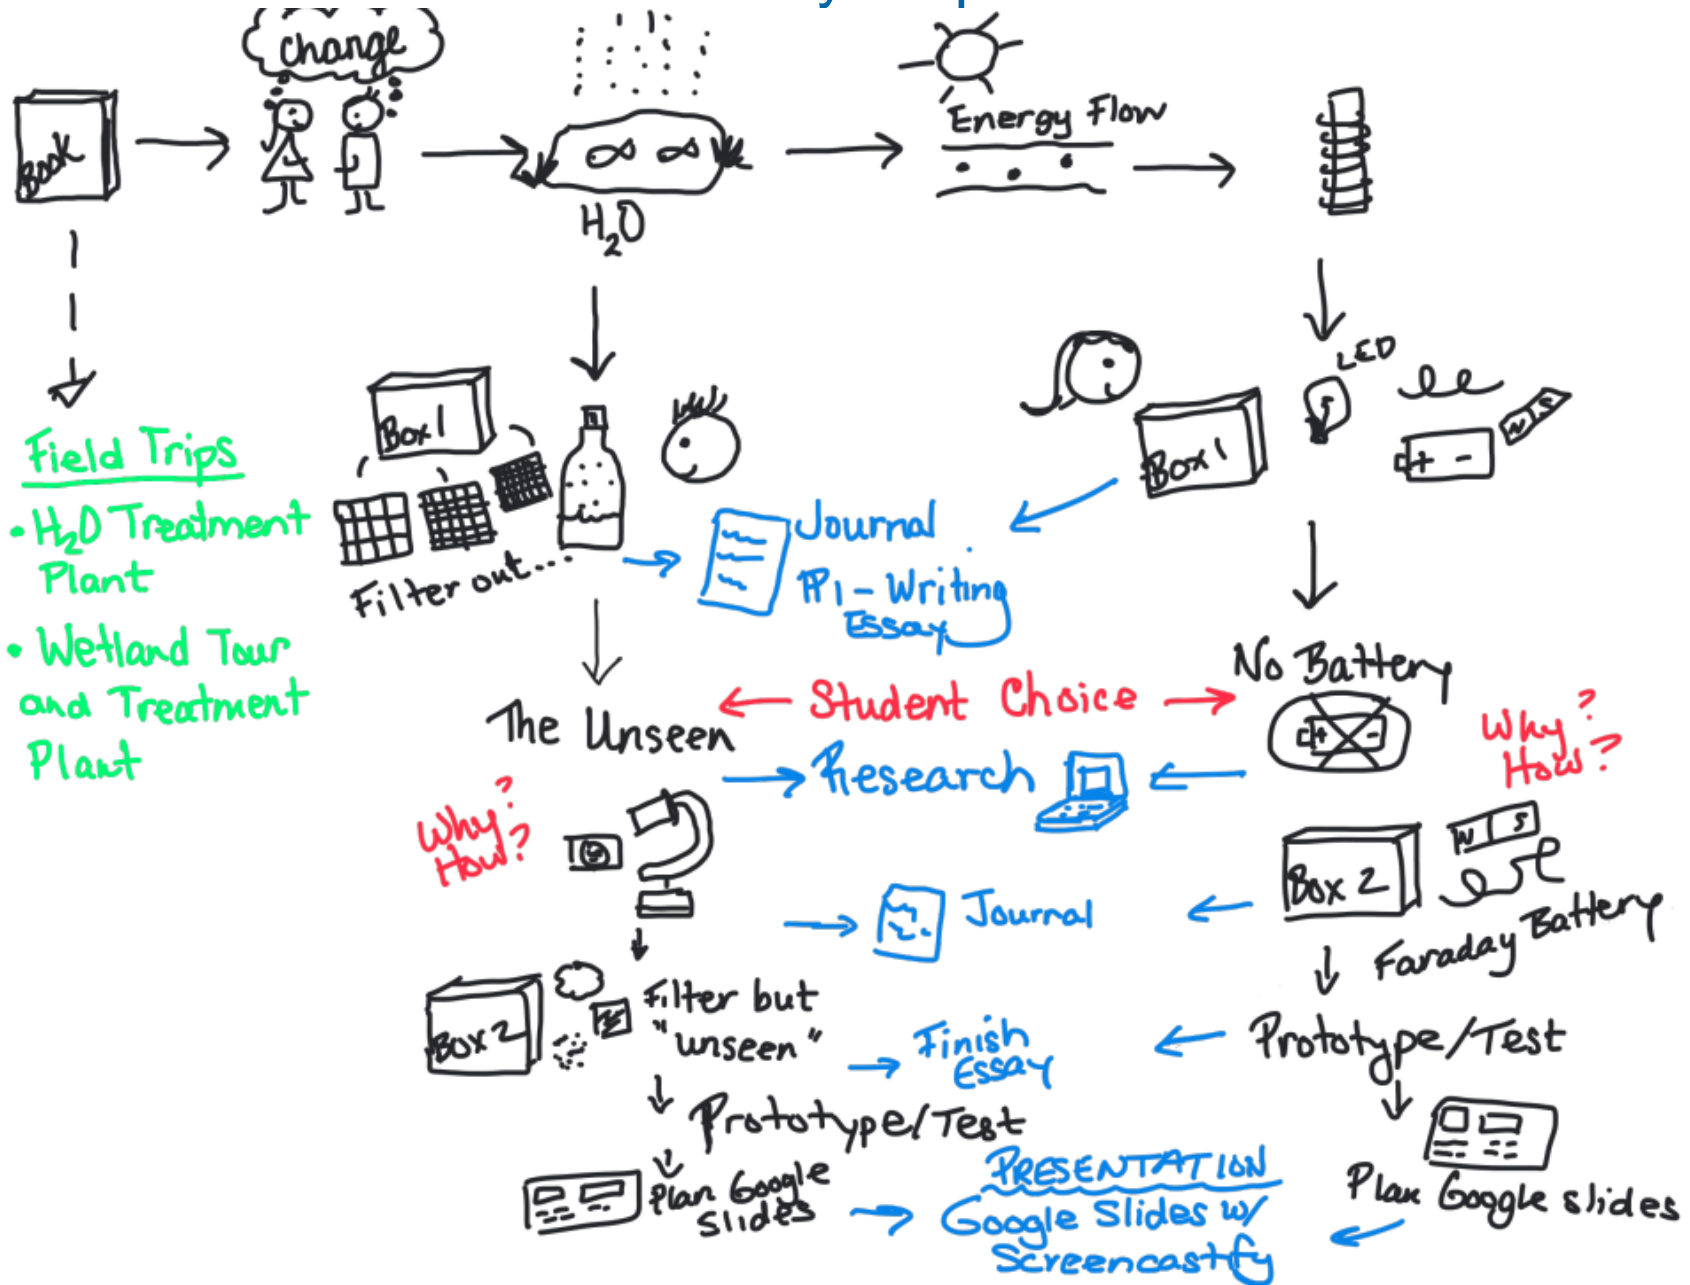 change
Book
H₂O
Energy Flow
Field Trips
• H₂O Treatment
Plant
• Wetland Tour
and Treatment
Plant
Box 1
Filter out...
Journal
PP1 - Writing
Essay
LED
Box 1
+ -
N S
No Battery
+ -
Why?
How?
Student Choice
The Unseen
Research
Why?
How?
Box 2
N S
Faraday Battery
Journal
Box 2
Filter but
"unseen"
Finish
Essay
Prototype/Test
Prototype/Test
Plan Google
Slides
PRESENTATION
Google Slides w/
Screencastify
Plan Google slides